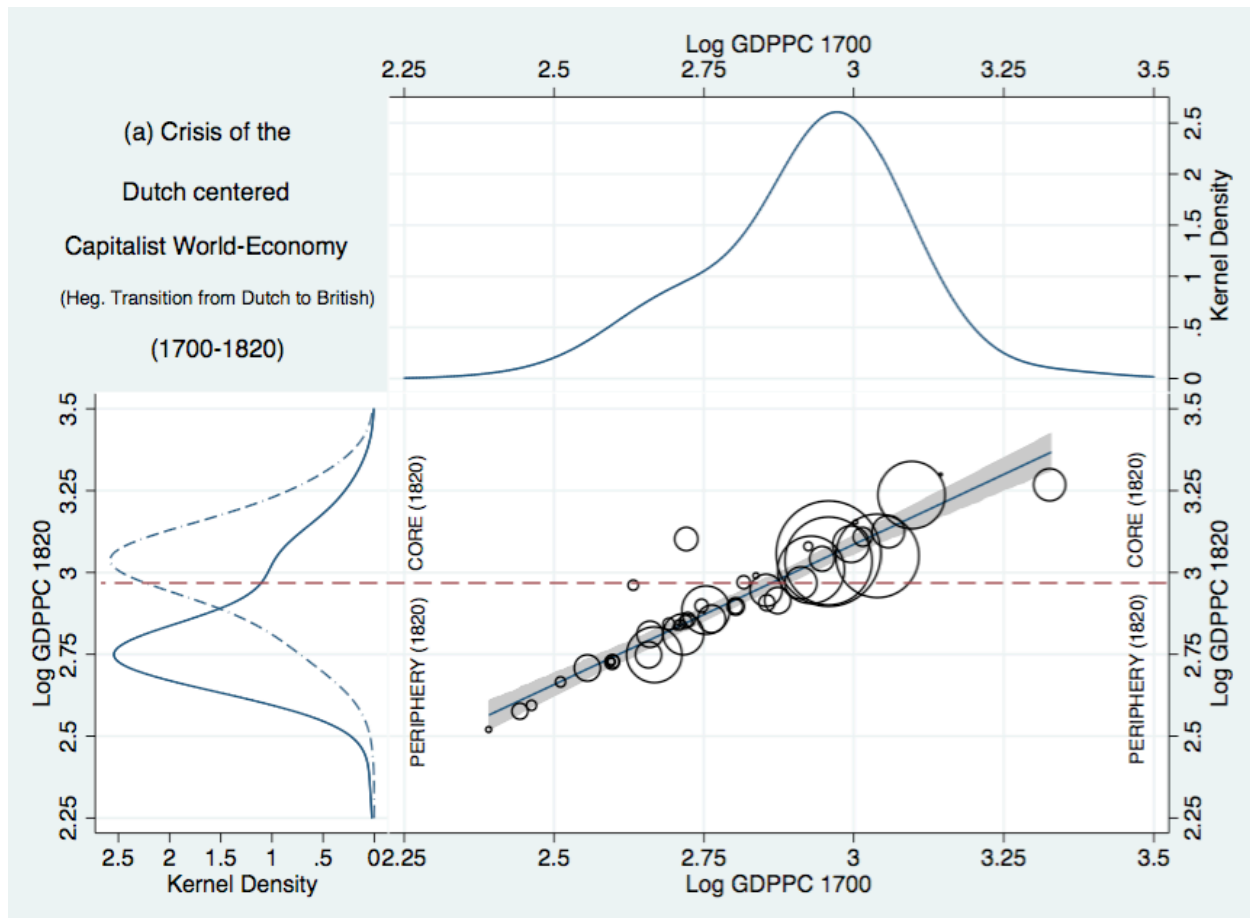 Log GDPPC 1700
2.25 2.5 2.75 3 3.25 3.5
(a) Crisis of the
Dutch centered
Capitalist World-Economy
(Heg. Transition from Dutch to British)
(1700-1820)
2.5
2
1.5
1
.5
0
Kernel Density
3.5
3.25
3
2.75
2.5
2.25
Log GDPPC 1820
2.5 2 1.5 1 .5 0
Kernel Density
CORE (1820)
PERIPHERY (1820)
CORE (1820)
PERIPHERY (1820)
3.5
3.25
3
2.75
2.5
2.25
Log GDPPC 1820
2.25 2.5 2.75 3 3.25 3.5
Log GDPPC 1700